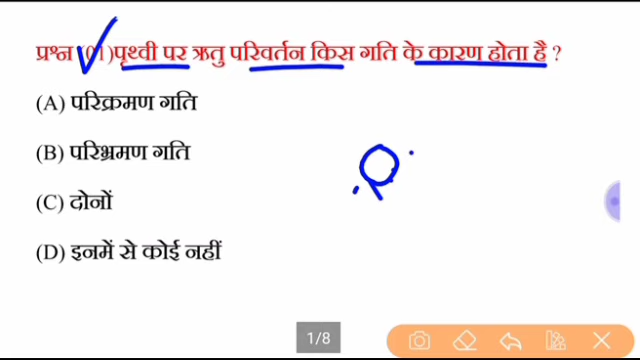 प्रश्न (01)पृथ्वी पर ऋतु परिवर्तन किस गति के कारण होता है ?
(A) परिक्रमण गति
(B) परिभ्रमण गति
(C) दोनों
(D) इनमें से कोई नहीं
1/8